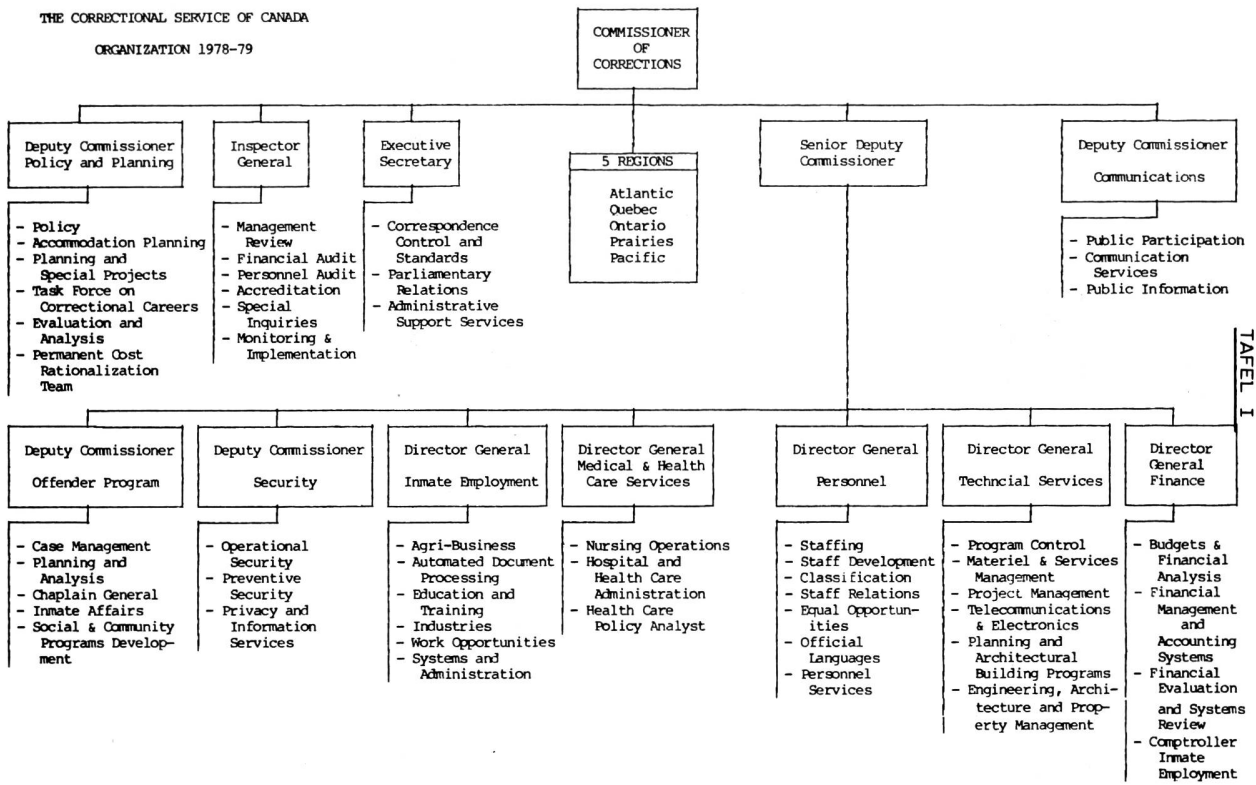 THE CORRECTIONAL SERVICE OF CANADA
ORGANIZATION 1978-79
COMMISSIONER
OF
CORRECTIONS
Deputy Commissioner
Policy and Planning
- Policy
- Accommodation Planning
- Planning and
Special Projects
- Task Force on
Correctional Careers
- Evaluation and
Analysis
- Permanent Cost
Rationalization
Team
Inspector
General
- Management
Review
- Financial Audit
- Personnel Audit
- Accreditation
- Special
Inquiries
- Monitoring &
Implementation
Executive
Secretary
- Correspondence
Control and
Standards
- Parliamentary
Relations
- Administrative
Support Services
5 REGIONS
Atlantic
Quebec
Ontario
Prairies
Pacific
Senior Deputy
Commissioner
Deputy Commissioner
Communications
- Public Participation
- Communication
Services
- Public Information
TAFEL I
Deputy Commissioner
Offender Program
- Case Management
- Planning and
Analysis
- Chaplain General
- Inmate Affairs
- Social & Community
Programs Develop-
ment
Deputy Commissioner
Security
- Operational
Security
- Preventive
Security
- Privacy and
Information
Services
Director General
Inmate Employment
- Agri-Business
- Automated Document
Processing
- Education and
Training
- Industries
- Work Opportunities
- Systems and
Administration
Director General
Medical & Health
Care Services
- Nursing Operations
- Hospital and
Health Care
Administration
- Health Care
Policy Analyst
Director General
Personnel
- Staffing
- Staff Development
- Classification
- Staff Relations
- Equal Opportun-
ities
- Official
Languages
- Personnel
Services
Director General
Techncial Services
- Program Control
- Materiel & Services
Management
- Project Management
- Telecommunications
& Electronics
- Planning and
Architectural
Building Programs
- Engineering, Archi-
tecture and Prop-
erty Management
Director
General
Finance
- Budgets &
Financial
Analysis
- Financial
Management
and
Accounting
Systems
- Financial
Evaluation
and Systems
Review
- Comptroller
Inmate
Employment